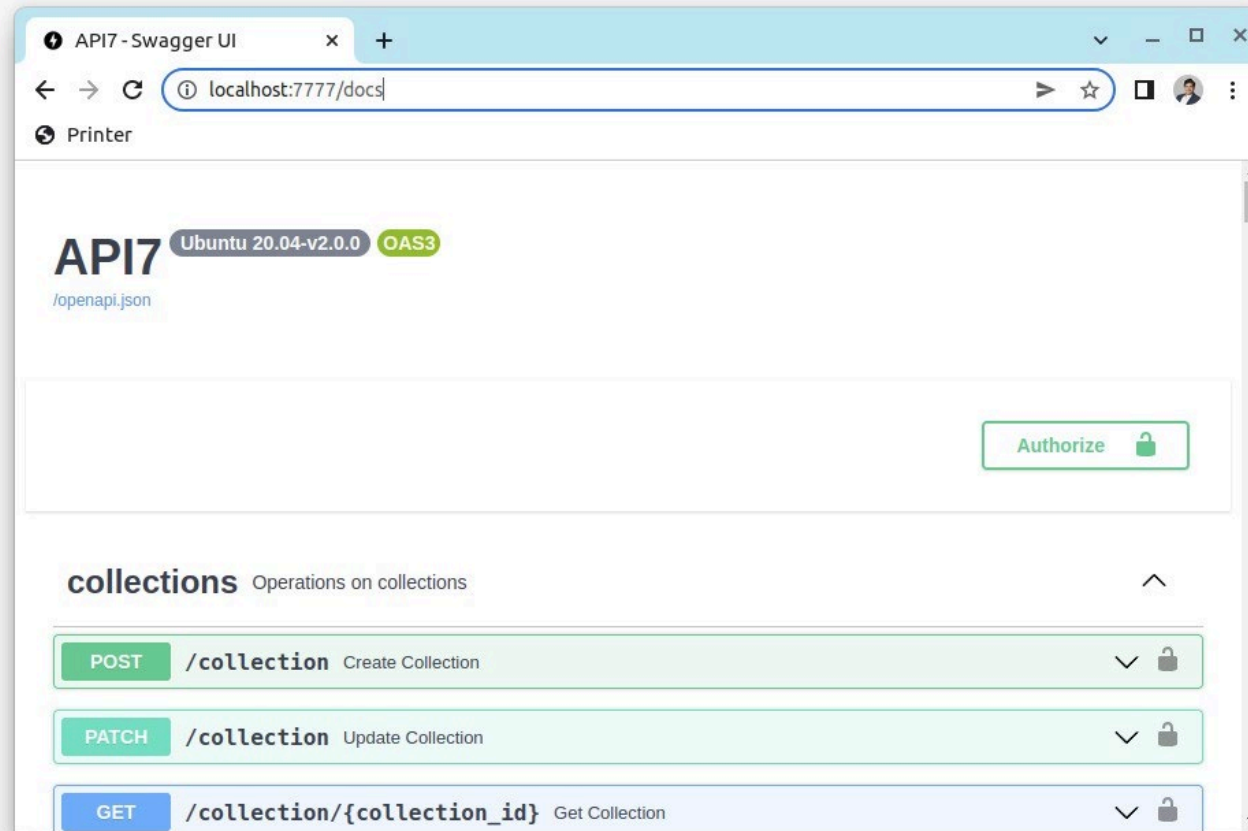 API7 - Swagger UI
localhost:7777/docs
Printer
API7 Ubuntu 20.04-v2.0.0 OAS3
/openapi.json
Authorize
collections Operations on collections
POST /collection Create Collection
PATCH /collection Update Collection
GET /collection/{collection_id} Get Collection